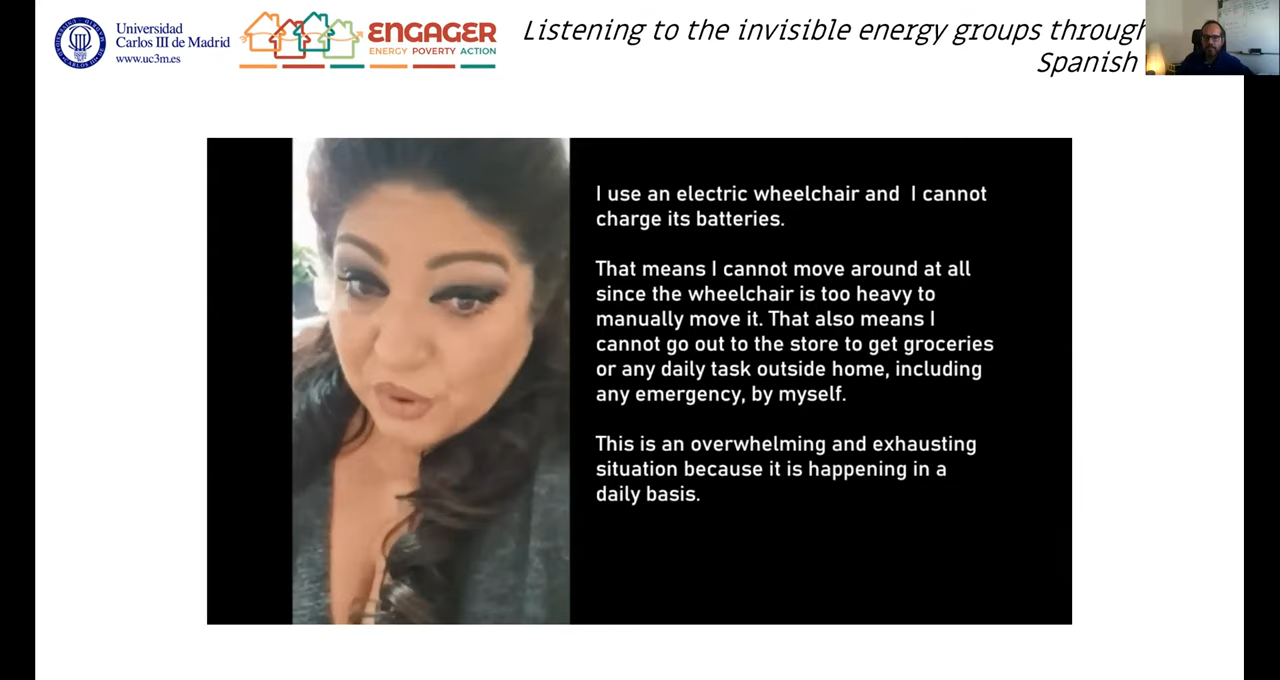 Universidad
Carlos III de Madrid
www.uc3m.es
ENGAGER
ENERGY POVERTY ACTION
Listening to the invisible energy groups through
Spanish
I use an electric wheelchair and I cannot
charge its batteries.
That means I cannot move around at all
since the wheelchair is too heavy to
manually move it. That also means I
cannot go out to the store to get groceries
or any daily task outside home, including
any emergency, by myself.
This is an overwhelming and exhausting
situation because it is happening in a
daily basis.